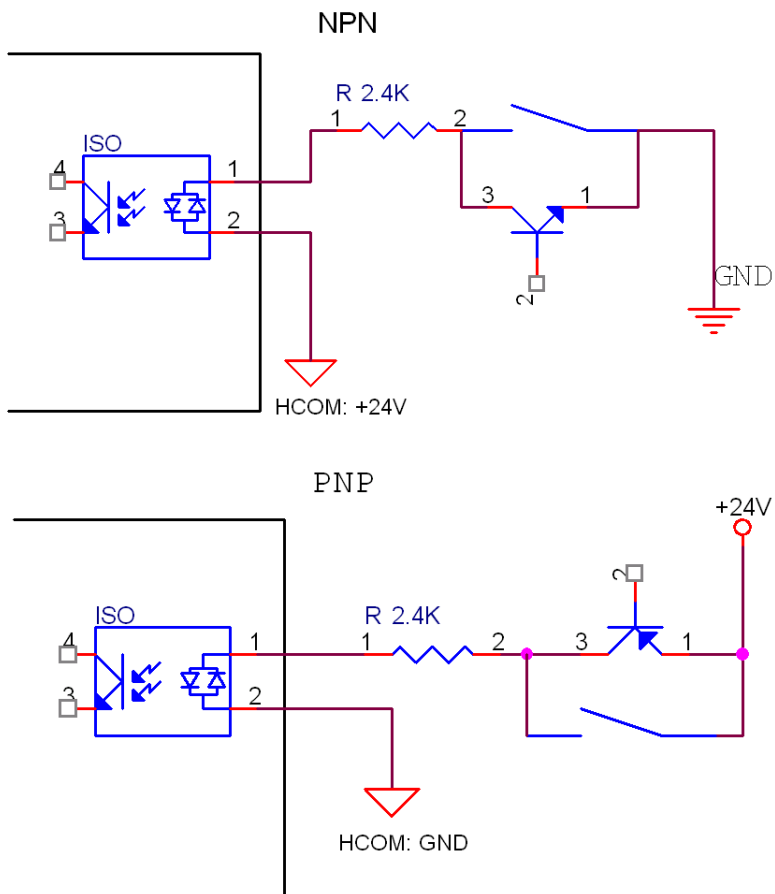 NPN
R 2.4K
1 2
ISO
4 1
3 2
3 1
2
GND
HCOM: +24V
PNP
+24V
2
ISO
R 2.4K
4 1 1 2 3 1
3 2
HCOM: GND